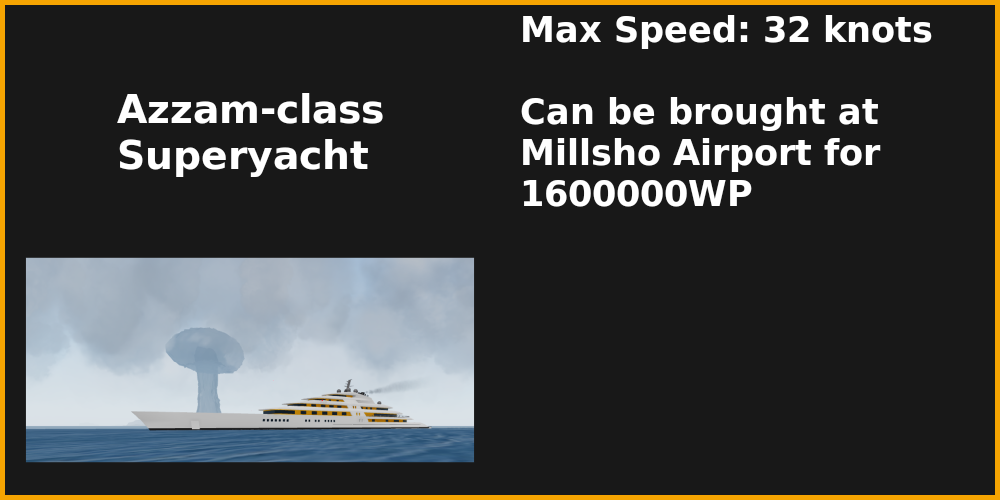 Azzam-class
Superyacht
Max Speed: 32 knots
Can be brought at
Millsho Airport for
1600000WP